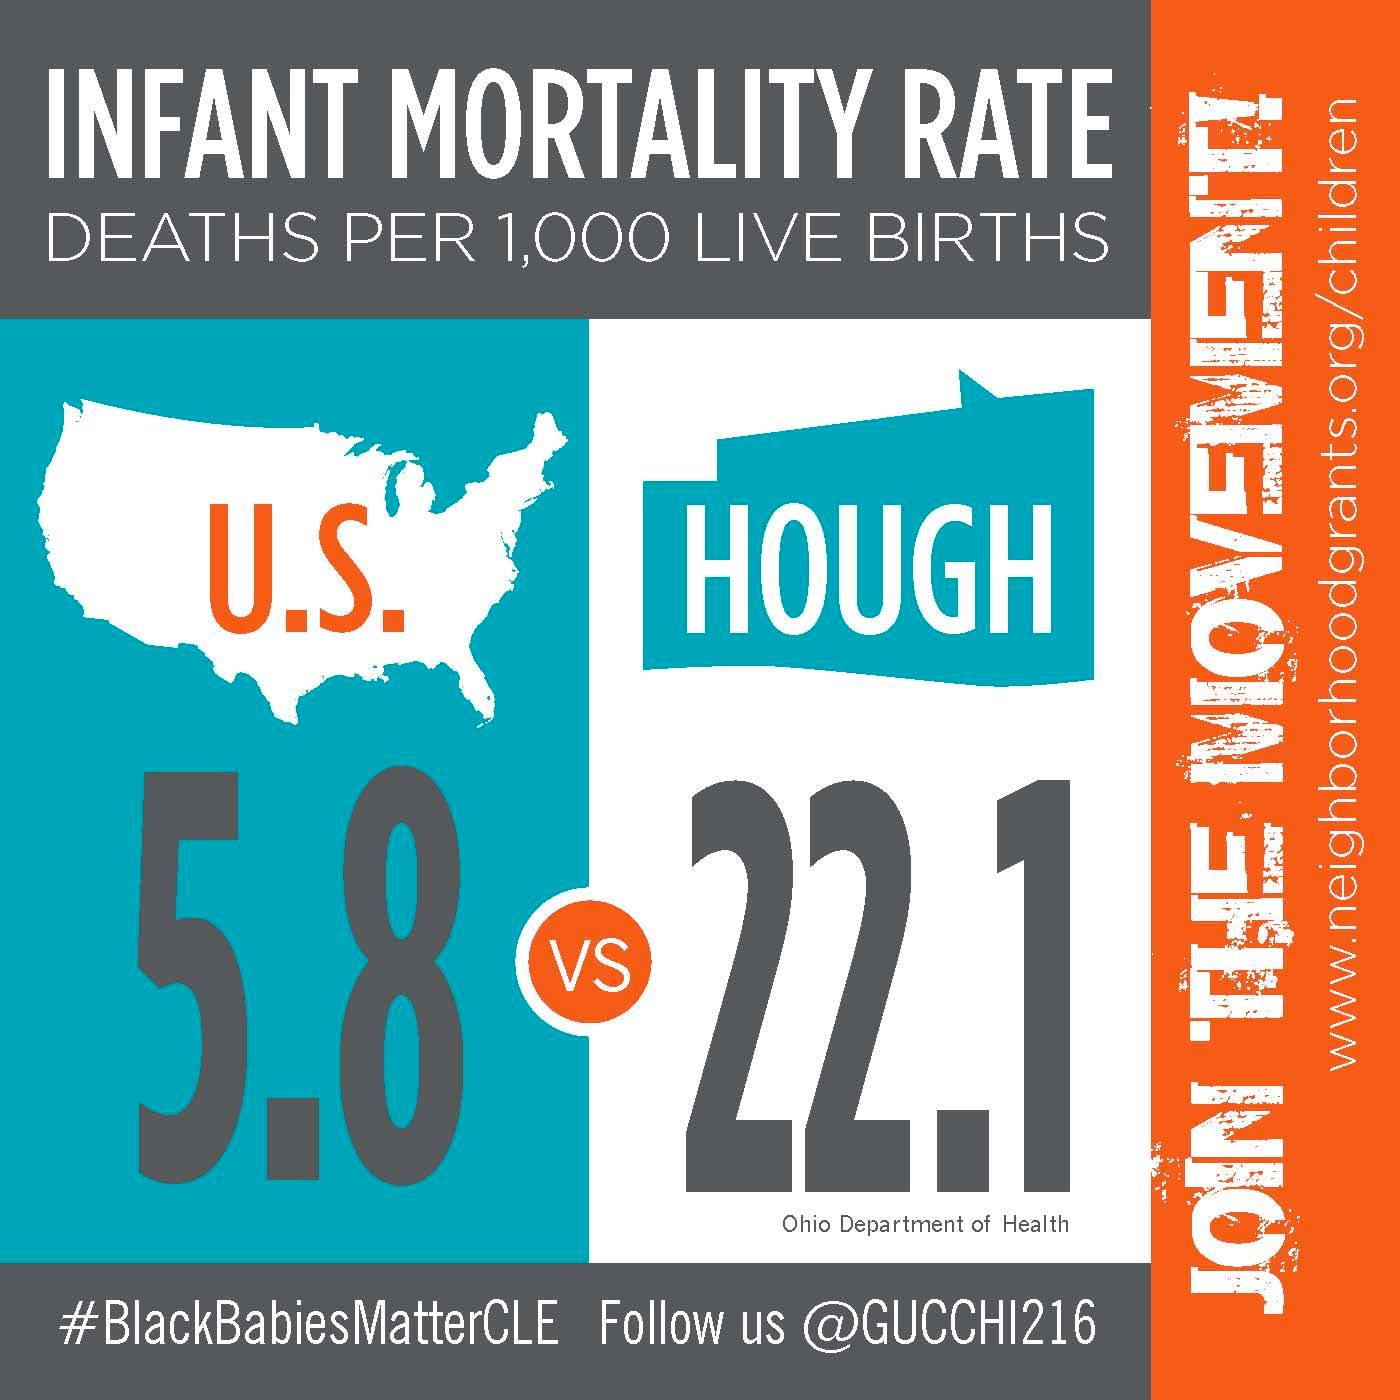 INFANT MORTALITY RATE
DEATHS PER 1,000 LIVE BIRTHS
U.S.
5.8
VS
HOUGH
22.1
Ohio Department of Health
#BlackBabiesMatterCLE Follow us @GUCCHI216
JOIN THE MOVEMENT!
www.neighborhoodgrants.org/children